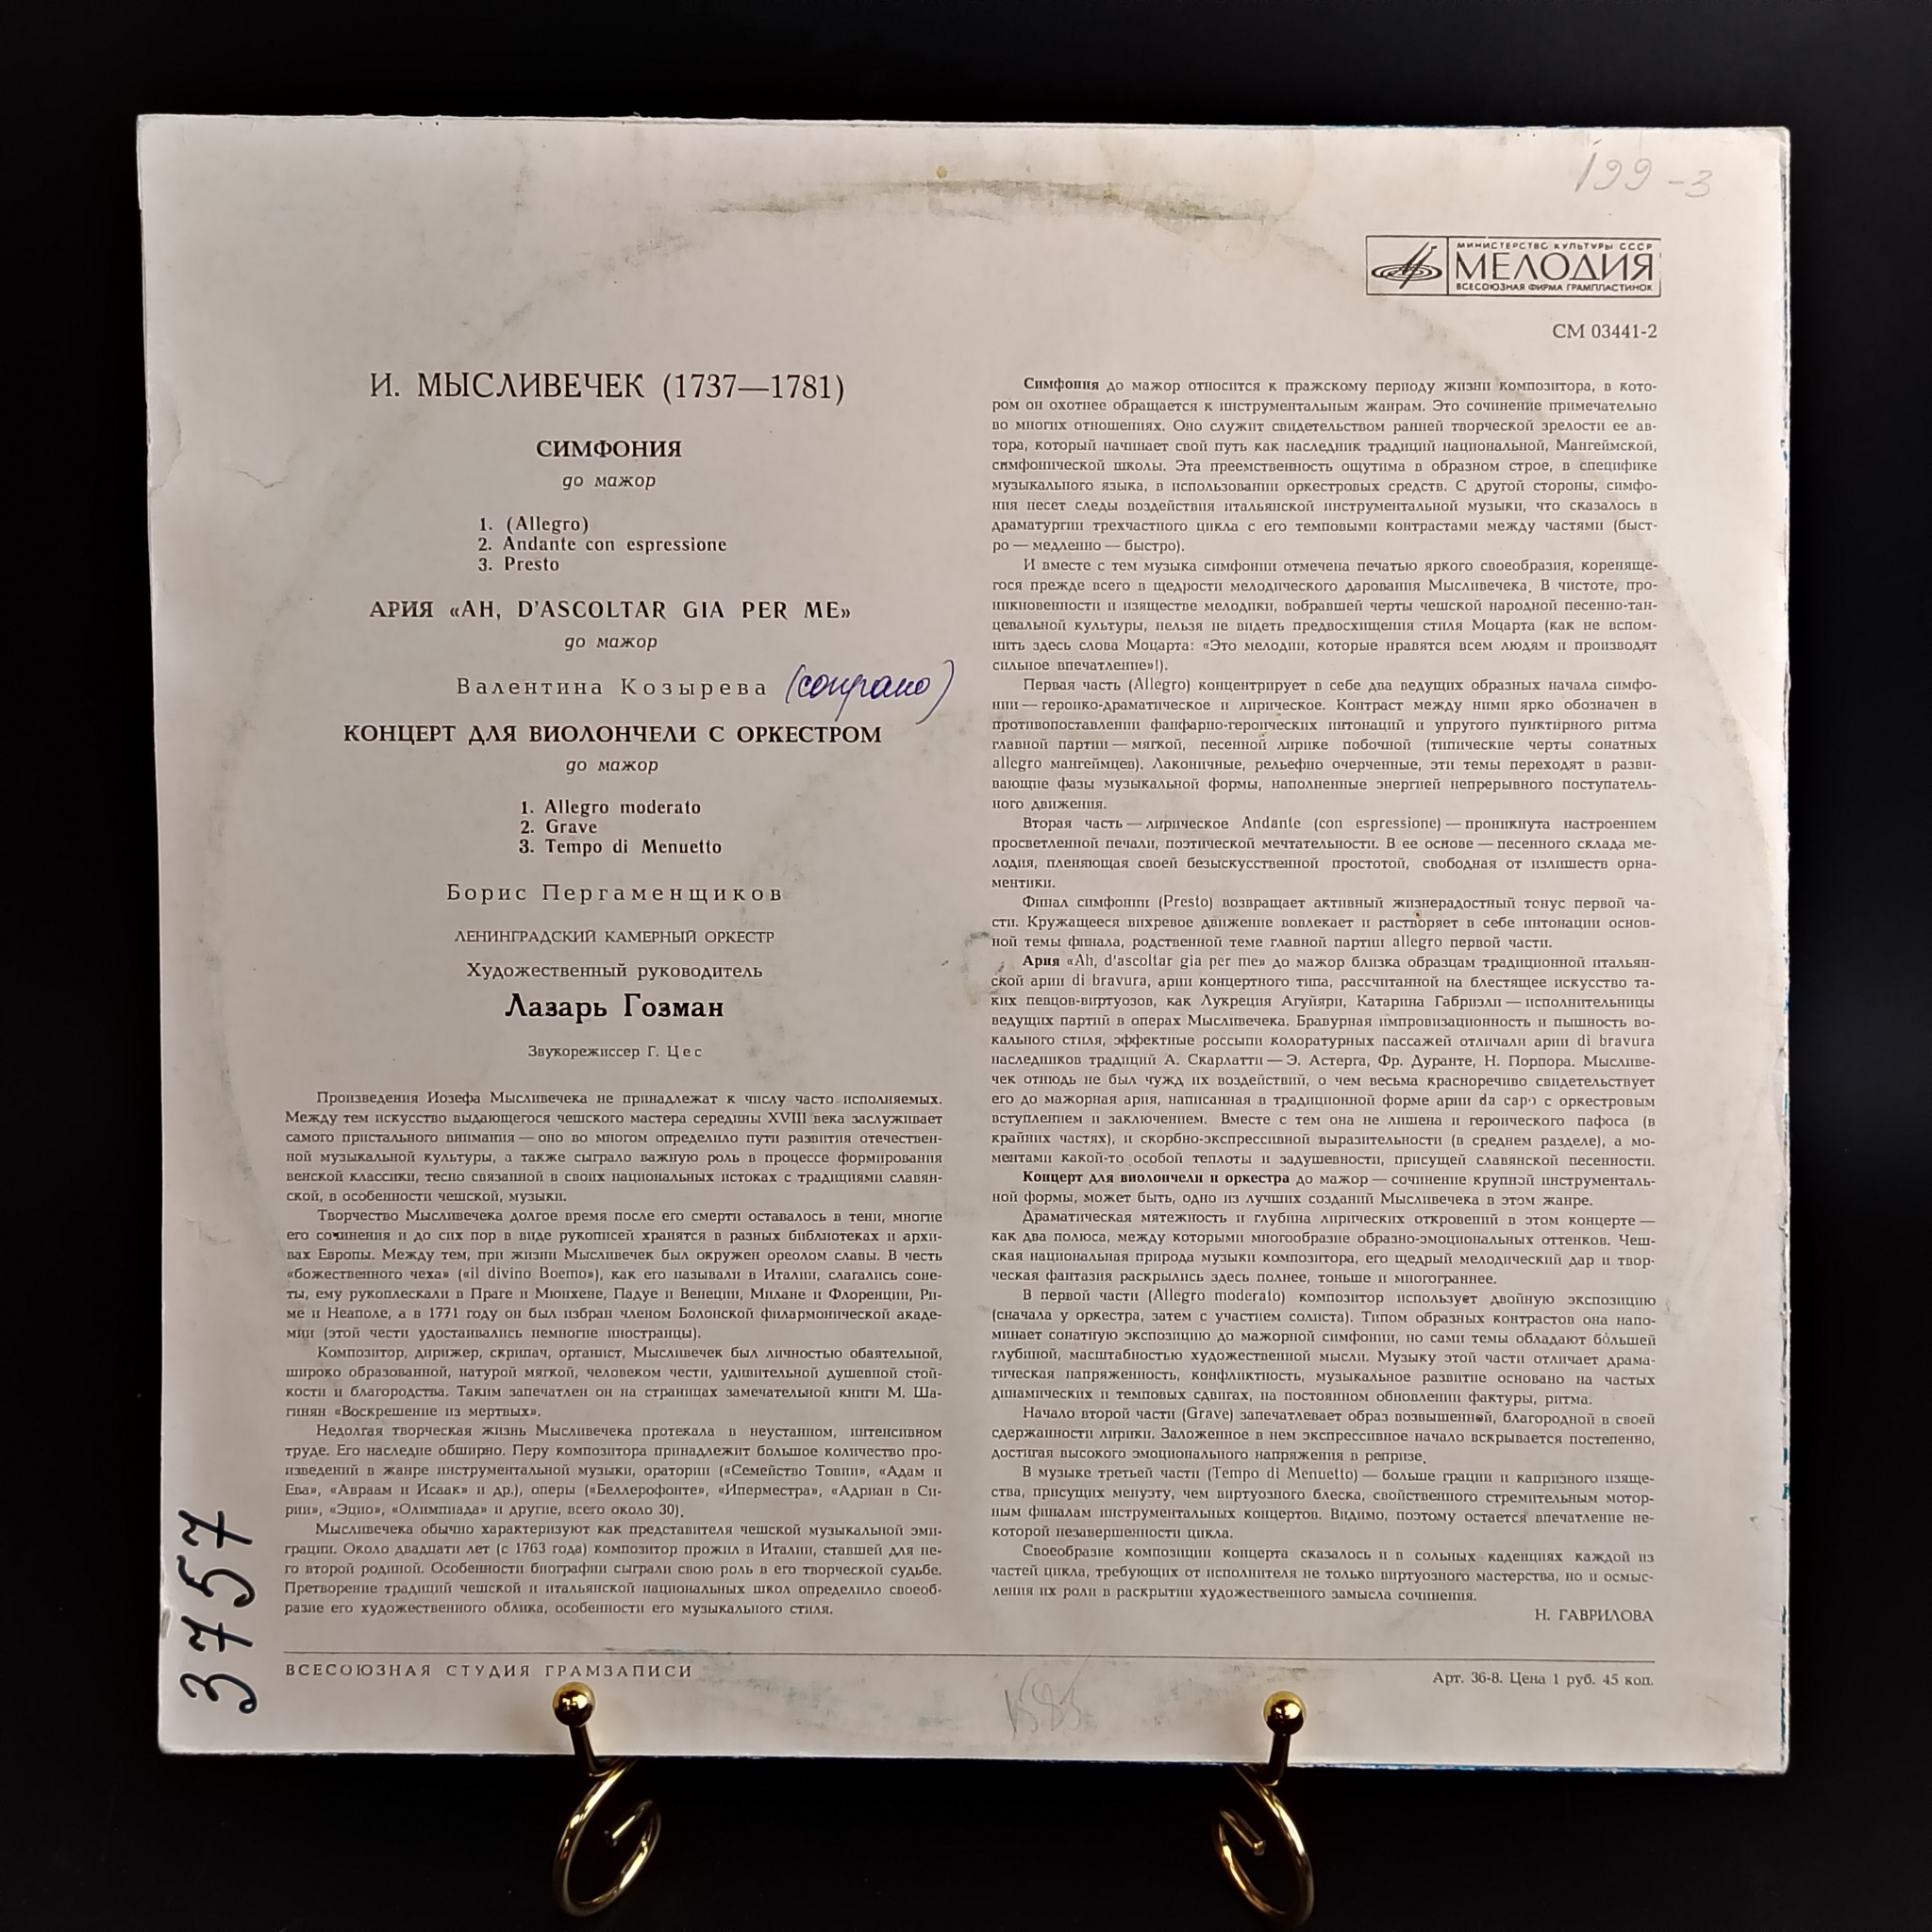 199-3
МИНИСТЕРСТВО КУЛЬТУРЫ СССР
МЕЛОДИЯ
ВСЕСОЮЗНАЯ ФИРМА ГРАМПЛАСТИНОК
СМ 03441-2
И. МЫСЛИВЕЧЕК (1737—1781)
СИМФОНИЯ
до мажор
1. (Allegro)
2. Andante con espressione
3. Presto
АРИЯ «AH, D'ASCOLTAR GIA PER ME»
до мажор
Валентина Козырева (сопрано)
КОНЦЕРТ ДЛЯ ВИОЛОНЧЕЛИ С ОРКЕСТРОМ
до мажор
1. Allegro moderato
2. Grave
3. Tempo di Menuetto
Борис Пергаменщиков
ЛЕНИНГРАДСКИЙ КАМЕРНЫЙ ОРКЕСТР
Художественный руководитель
Лазарь Гозман
Звукорежиссер Г. Цес
Произведения Иозефа Мысливечека не принадлежат к числу часто исполняемых.
Между тем искусство выдающегося чешского мастера середины XVIII века заслуживает
самого пристального внимания — оно во многом определило пути развития отечествен-
ной музыкальной культуры, а также сыграло важную роль в процессе формирования
венской классики, тесно связанной в своих национальных истоках с традициями славян-
ской, в особенности чешской, музыки.
Творчество Мысливечека долгое время после его смерти оставалось в тени, многие
его сочинения и до сих пор в виде рукописей хранятся в разных библиотеках и архи-
вах Европы. Между тем, при жизни Мысливечек был окружен ореолом славы. В честь
«божественного чеха» («il divino Boemo»), как его называли в Италии, слагались соне-
ты, ему рукоплескали в Праге и Мюнхене, Падуе и Венеции, Милане и Флоренции, Ри-
ме и Неаполе, а в 1771 году он был избран членом Болонской филармонической акаде-
мии (этой чести удостаивались немногие иностранцы).
Композитор, дирижер, скрипач, органист, Мысливечек был личностью обаятельной,
широко образованной, натурой мягкой, человеком чести, удивительной душевной стой-
кости и благородства. Таким запечатлен он на страницах замечательной книги М. Ша-
гинян «Воскрешение из мертвых».
Недолгая творческая жизнь Мысливечека протекала в неустанном, интенсивном
труде. Его наследие обширно. Перу композитора принадлежит большое количество про-
изведений в жанре инструментальной музыки, оратории («Семейство Товии», «Адам и
Ева», «Авраам и Исаак» и др.), оперы («Беллерофонте», «Иперместра», «Адриан в Си-
рии», «Эцио», «Олимпиада» и другие, всего около 30).
Мысливечека обычно характеризуют как представителя чешской музыкальной эми-
грации. Около двадцати лет (с 1763 года) композитор прожил в Италии, ставшей для не-
го второй родиной. Особенности биографии сыграли свою роль в его творческой судьбе.
Претворение традиций чешской и итальянской национальных школ определило своеоб-
разие его художественного облика, особенности его музыкального стиля.
Симфония до мажор относится к пражскому периоду жизни композитора, в кото-
ром он охотнее обращается к инструментальным жанрам. Это сочинение примечательно
во многих отношениях. Оно служит свидетельством ранней творческой зрелости ее ав-
тора, который начинает свой путь как наследник традиций национальной, Мангеймской,
симфонической школы. Эта преемственность ощутима в образном строе, в специфике
музыкального языка, в использовании оркестровых средств. С другой стороны, симфо-
ния несет следы воздействия итальянской инструментальной музыки, что сказалось в
драматургии трехчастного цикла с его темповыми контрастами между частями (быст-
ро — медленно — быстро).
И вместе с тем музыка симфонии отмечена печатью яркого своеобразия, кореняще-
гося прежде всего в щедрости мелодического дарования Мысливечека. В чистоте, про-
никновенности и изяществе мелодики, вобравшей черты чешской народной песенно-тан-
цевальной культуры, нельзя не видеть предвосхищения стиля Моцарта (как не вспом-
нить здесь слова Моцарта: «Это мелодии, которые нравятся всем людям и производят
сильное впечатление»!).
Первая часть (Allegro) концентрирует в себе два ведущих образных начала симфо-
нии — героико-драматическое и лирическое. Контраст между ними ярко обозначен в
противопоставлении фанфарно-героических интонаций и упругого пунктирного ритма
главной партии — мягкой, песенной лирике побочной (типические черты сонатных
allegro мангеймцев). Лаконичные, рельефно очерченные, эти темы переходят в разви-
вающие фазы музыкальной формы, наполненные энергией непрерывного поступатель-
ного движения.
Вторая часть — лирическое Andante (con espressione) — проникнута настроением
просветленной печали, поэтической мечтательности. В ее основе — песенного склада ме-
лодия, пленяющая своей безыскусственной простотой, свободная от излишеств орна-
ментики.
Финал симфонии (Presto) возвращает активный жизнерадостный тонус первой ча-
сти. Кружащееся вихревое движение вовлекает и растворяет в себе интонации основ-
ной темы финала, родственной теме главной партии allegro первой части.
Ария «Ah, d'ascoltar gia per me» до мажор близка образцам традиционной итальян-
ской арии di bravura, арии концертного типа, рассчитанной на блестящее искусство та-
ких певцов-виртуозов, как Лукреция Агуйяри, Катарина Габриэли — исполнительницы
ведущих партий в операх Мысливечека. Бравурная импровизационность и пышность во-
кального стиля, эффектные россыпи колоратурных пассажей отличали арии di bravura
наследников традиций А. Скарлатти — Э. Астерга, Фр. Дуранте, Н. Порпора. Мысливе-
чек отнюдь не был чужд их воздействий, о чем весьма красноречиво свидетельствует
его до мажорная ария, написанная в традиционной форме арии da capo с оркестровым
вступлением и заключением. Вместе с тем она не лишена и героического пафоса (в
крайних частях), и скорбно-экспрессивной выразительности (в среднем разделе), а мо-
ментами какой-то особой теплоты и задушевности, присущей славянской песенности.
Концерт для виолончели и оркестра до мажор — сочинение крупной инструменталь-
ной формы, может быть, одно из лучших созданий Мысливечека в этом жанре.
Драматическая мятежность и глубина лирических откровений в этом концерте —
как два полюса, между которыми многообразие образно-эмоциональных оттенков. Чеш-
ская национальная природа музыки композитора, его щедрый мелодический дар и твор-
ческая фантазия раскрылись здесь полнее, тоньше и многограннее.
В первой части (Allegro moderato) композитор использует двойную экспозицию
(сначала у оркестра, затем с участием солиста). Типом образных контрастов она напо-
минает сонатную экспозицию до мажорной симфонии, но сами темы обладают бо́льшей
глубиной, масштабностью художественной мысли. Музыку этой части отличает драма-
тическая напряженность, конфликтность, музыкальное развитие основано на частых
динамических и темповых сдвигах, на постоянном обновлении фактуры, ритма.
Начало второй части (Grave) запечатлевает образ возвышенной, благородной в своей
сдержанности лирики. Заложенное в нем экспрессивное начало вскрывается постепенно,
достигая высокого эмоционального напряжения в репризе.
В музыке третьей части (Tempo di Menuetto) — больше грации и капризного изяще-
ства, присущих менуэту, чем виртуозного блеска, свойственного стремительным мотор-
ным финалам инструментальных концертов. Видимо, поэтому остается впечатление не-
которой незавершенности цикла.
Своеобразие композиции концерта сказалось и в сольных каденциях каждой из
частей цикла, требующих от исполнителя не только виртуозного мастерства, но и осмыс-
ления их роли в раскрытии художественного замысла сочинения.
Н. ГАВРИЛОВА
3757
ВСЕСОЮЗНАЯ СТУДИЯ ГРАМЗАПИСИ
Арт. 36-8. Цена 1 руб. 45 коп.